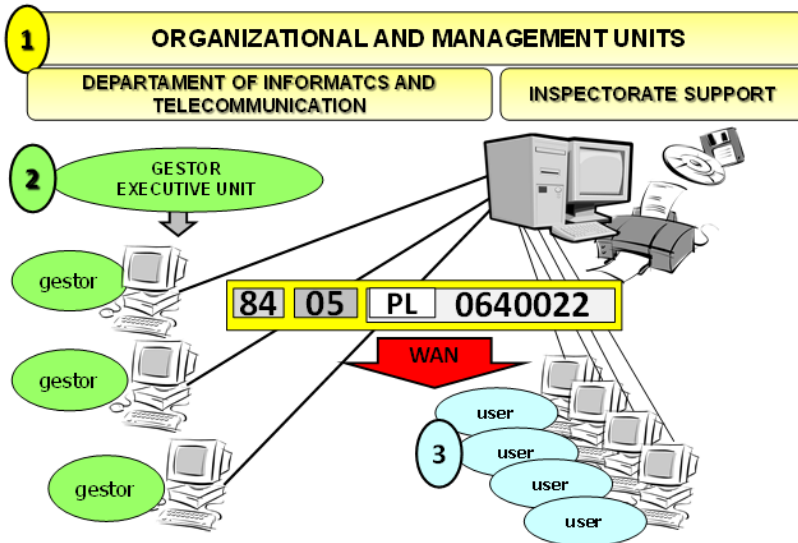 1
ORGANIZATIONAL AND MANAGEMENT UNITS
DEPARTAMENT OF INFORMATCS AND
TELECOMMUNICATION
INSPECTORATE SUPPORT
2
GESTOR
EXECUTIVE UNIT
gestor
84 05 PL 0640022
WAN
gestor
user
3
user
gestor
user
user